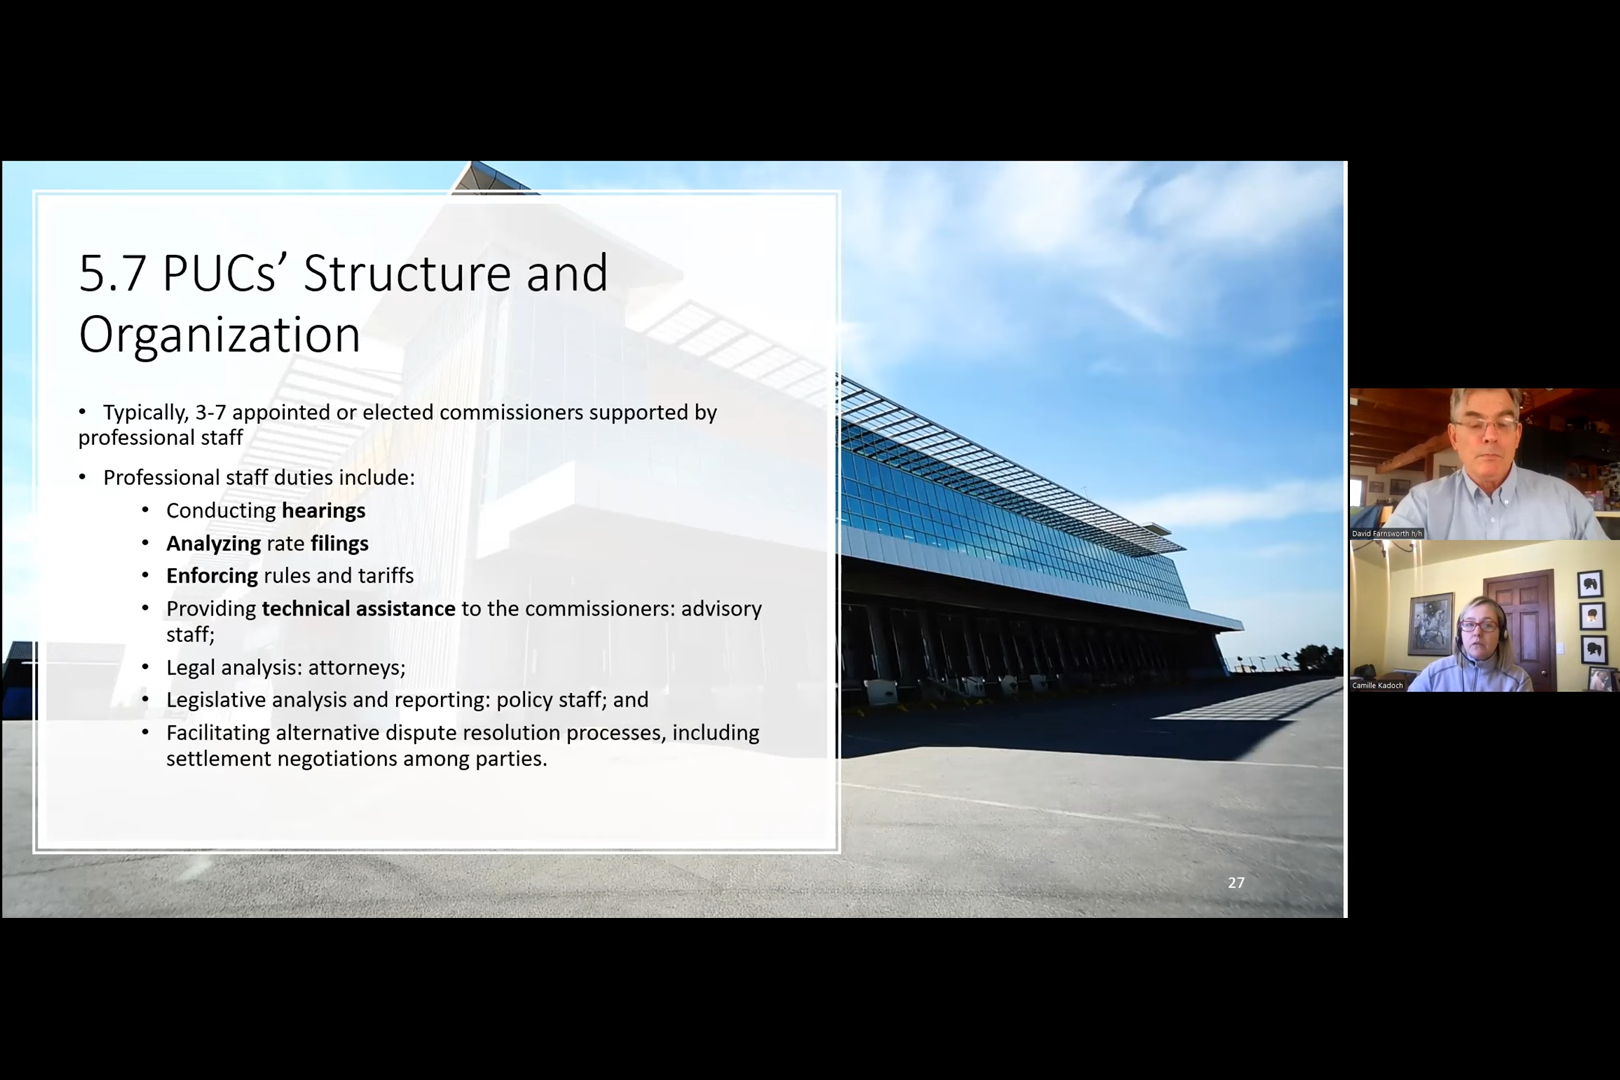 5.7 PUCs’ Structure and
Organization
• Typically, 3-7 appointed or elected commissioners supported by
professional staff
• Professional staff duties include:
• Conducting hearings
• Analyzing rate filings
• Enforcing rules and tariffs
• Providing technical assistance to the commissioners: advisory
staff;
• Legal analysis: attorneys;
• Legislative analysis and reporting: policy staff; and
• Facilitating alternative dispute resolution processes, including
settlement negotiations among parties.
27
David Farnsworth h/h
Camille Kadoch